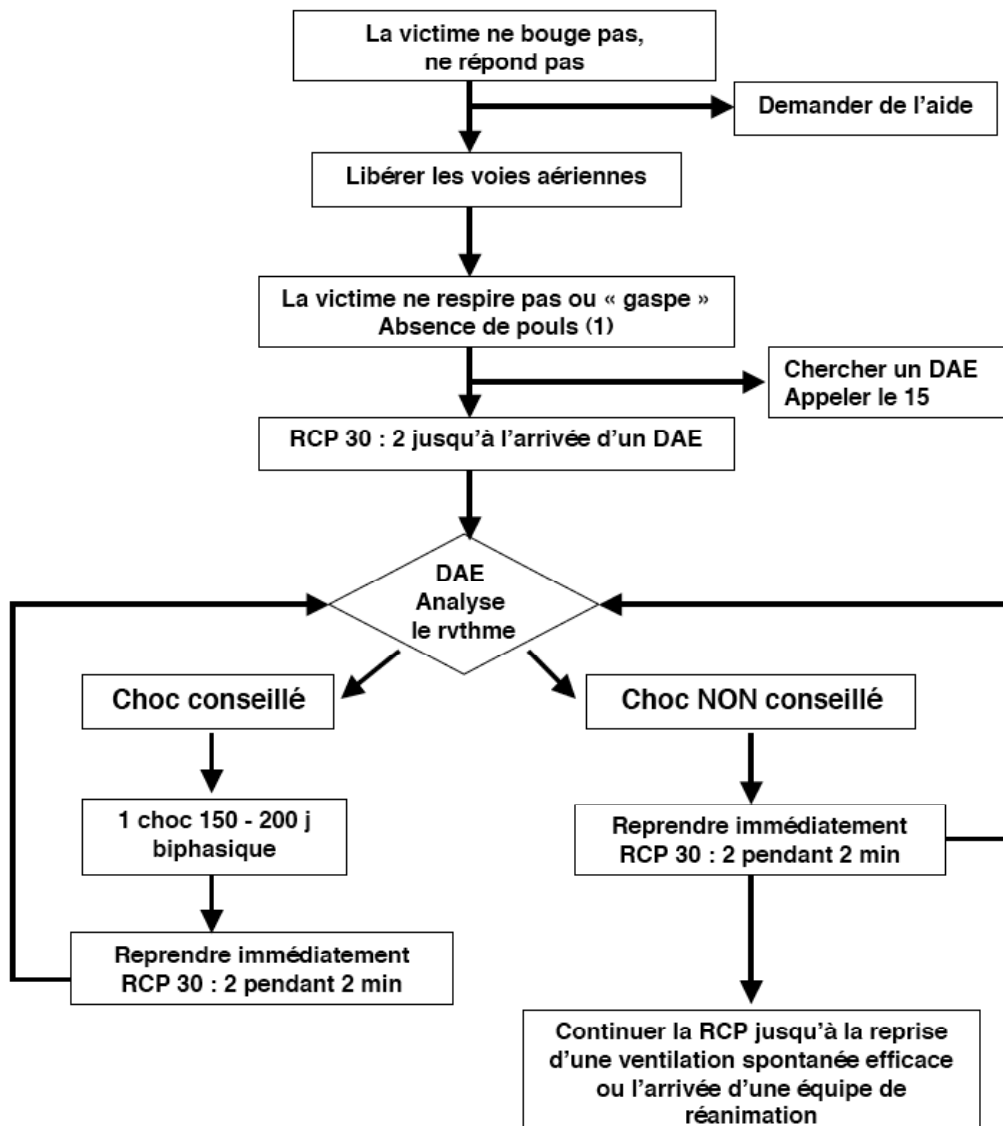 La victime ne bouge pas,
ne répond pas
Demander de l'aide
Libérer les voies aériennes
La victime ne respire pas ou « gaspe »
Absence de pouls (1)
Chercher un DAE
Appeler le 15
RCP 30 : 2 jusqu'à l'arrivée d'un DAE
DAE
Analyse
le rvthme
Choc conseillé
Choc NON conseillé
1 choc 150 - 200 j
biphasique
Reprendre immédiatement
RCP 30 : 2 pendant 2 min
Reprendre immédiatement
RCP 30 : 2 pendant 2 min
Continuer la RCP jusqu'à la reprise
d'une ventilation spontanée efficace
ou l'arrivée d'une équipe de
réanimation